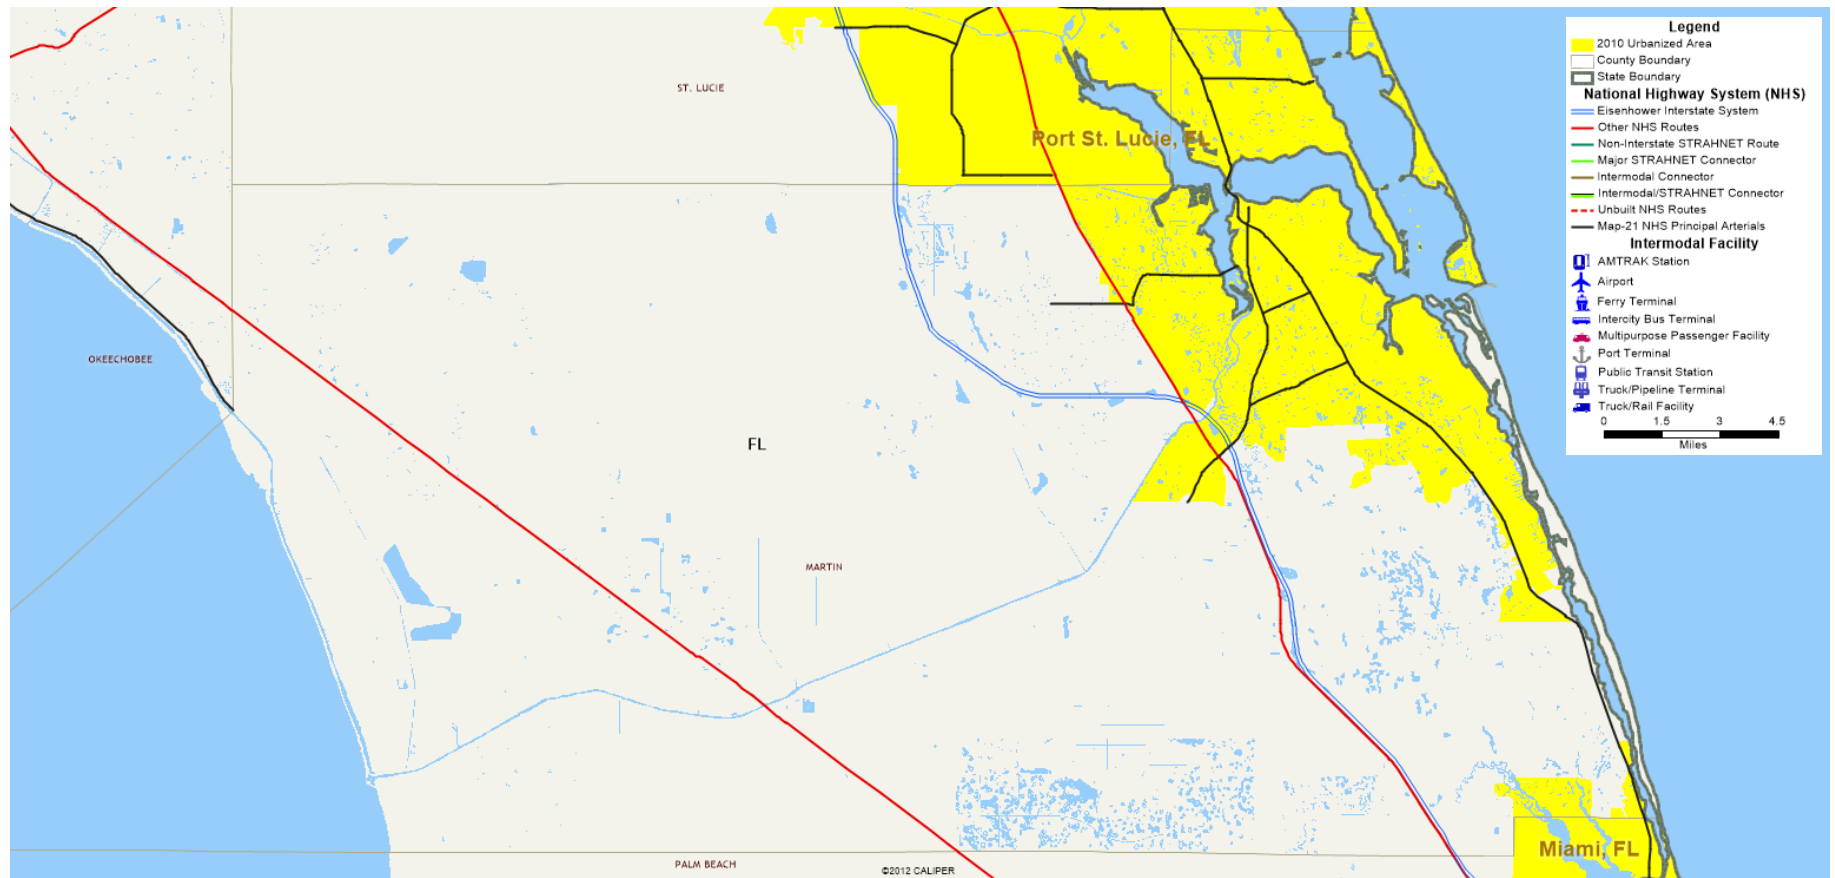 Legend
2010 Urbanized Area
County Boundary
State Boundary
National Highway System (NHS)
Eisenhower Interstate System
Other NHS Routes
Non-Interstate STRAHNET Route
Major STRAHNET Connector
Intermodal Connector
Intermodal/STRAHNET Connector
Unbuilt NHS Routes
Map-21 NHS Principal Arterials
Intermodal Facility
AMTRAK Station
Airport
Ferry Terminal
Intercity Bus Terminal
Multipurpose Passenger Facility
Port Terminal
Public Transit Station
Truck/Pipeline Terminal
Truck/Rail Facility
0 1.5 3 4.5
Miles
ST. LUCIE
Port St. Lucie, FL
OKEECHOBEE
FL
MARTIN
Miami, FL
PALM BEACH
©2012 CALIPER